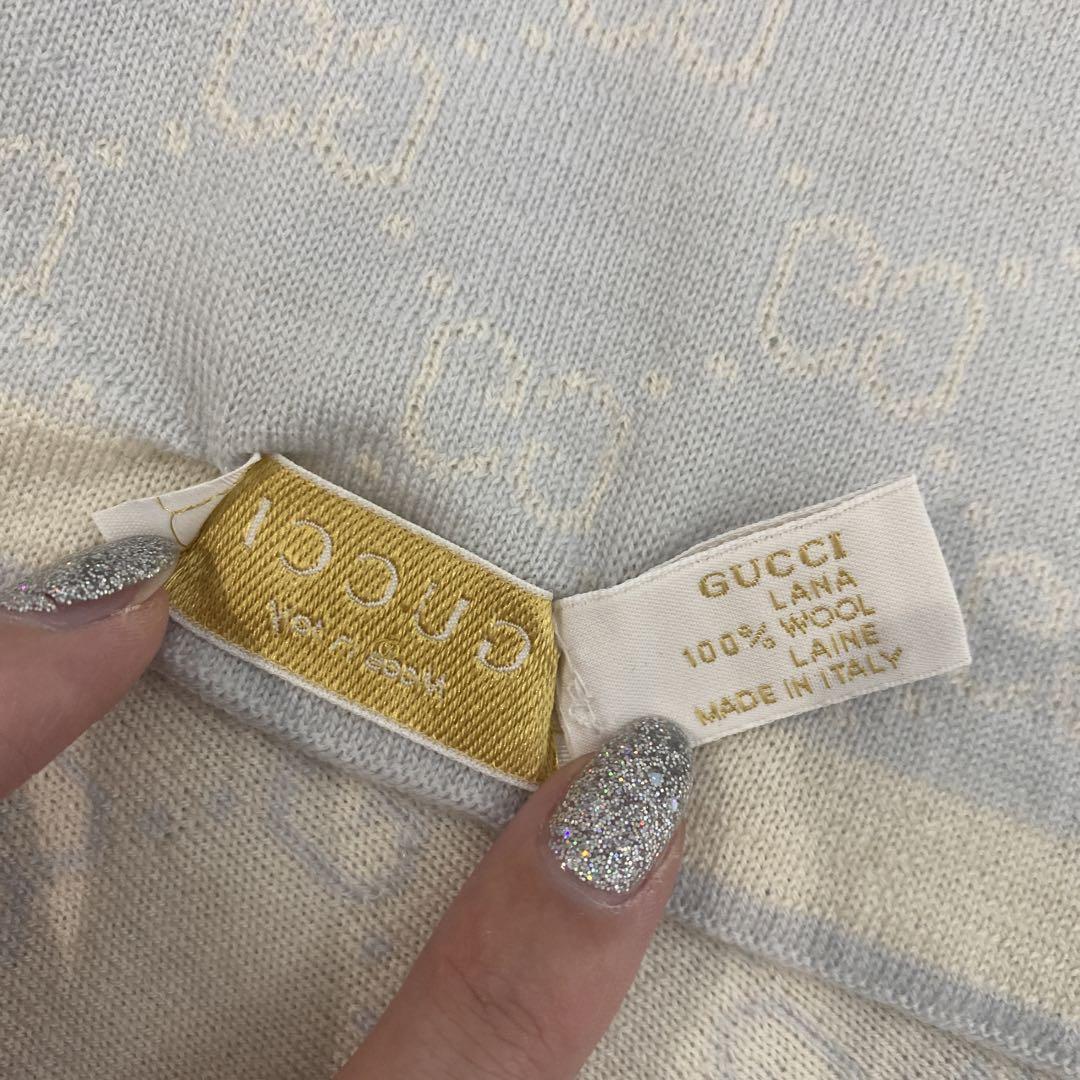 GUCCI
Made in Italy
GUCCI
LANA
100% WOOL
LAINE
MADE IN ITALY